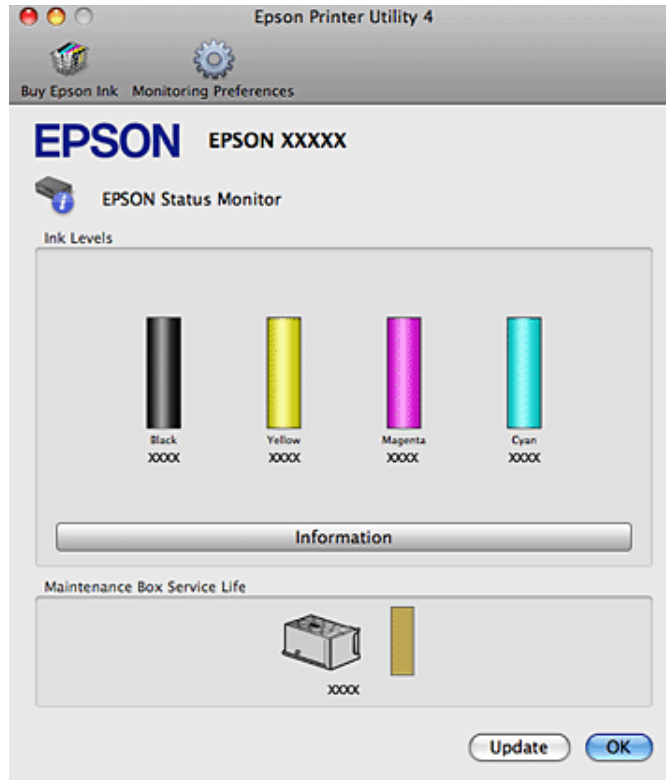 Epson Printer Utility 4
Buy Epson Ink Monitoring Preferences
EPSON EPSON XXXXX
EPSON Status Monitor
Ink Levels
Black Yellow Magenta Cyan
XXXX XXXX XXXX XXXX
Information
Maintenance Box Service Life
XXXX
Update OK